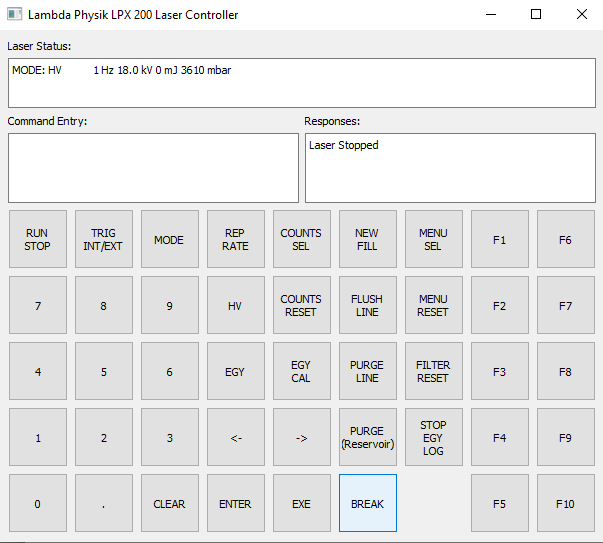 Lambda Physik LPX 200 Laser Controller
Laser Status:
MODE: HV 1 Hz 18.0 kV 0 mJ 3610 mbar
Command Entry:
Responses:
Laser Stopped
RUN
STOP
TRIG
INT/EXT
MODE
REP
RATE
COUNTS
SEL
NEW
FILL
MENU
SEL
F1
F6
7
8
9
HV
COUNTS
RESET
FLUSH
LINE
MENU
RESET
F2
F7
4
5
6
EGY
EGY
CAL
PURGE
LINE
FILTER
RESET
F3
F8
1
2
3
<-
->
PURGE
(Reservoir)
STOP
EGY
LOG
F4
F9
0
.
CLEAR
ENTER
EXE
BREAK
F5
F10